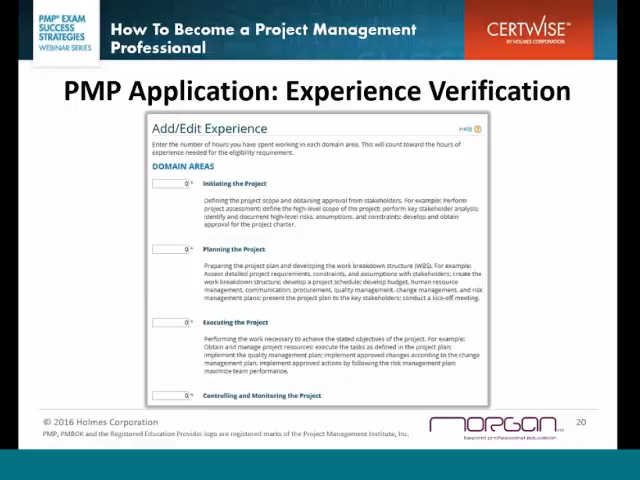 PMP® EXAM
SUCCESS
STRATEGIES
WEBINAR SERIES
How To Become a Project Management
Professional
CERTWISE™
BY HOLMES CORPORATION
PMP Application: Experience Verification
Add/Edit Experience
Help
Enter the number of hours you have spent working in each domain area. This will count toward the hours of
experience needed for the eligibility requirement.
DOMAIN AREAS
0 * Initiating the Project
Defining the project scope and obtaining approval from stakeholders. For example: Perform
project assessment; define the high-level scope of the project; perform key stakeholder analysis;
identify and document high-level risks, assumptions, and constraints; develop and obtain
approval for the project charter.
0 * Planning the Project
Preparing the project plan and developing the work breakdown structure (WBS). For example:
Assess detailed project requirements, constraints, and assumptions with stakeholders; create the
work breakdown structure; develop a project schedule; develop budget, human resource
management, communication, procurement, quality management, change management, and risk
management plans; present the project plan to the key stakeholders; conduct a kick-off meeting.
0 * Executing the Project
Performing the work necessary to achieve the stated objectives of the project. For example:
Obtain and manage project resources; execute the tasks as defined in the project plan;
implement the quality management plan; implement approved changes according to the change
management plan; implement approved actions by following the risk management plan;
maximize team performance.
0 * Controlling and Monitoring the Project
© 2016 Holmes Corporation
PMP, PMBOK and the Registered Education Provider logo are registered marks of the Project Management Institute, Inc.
MORGAN
beyond professional education
20